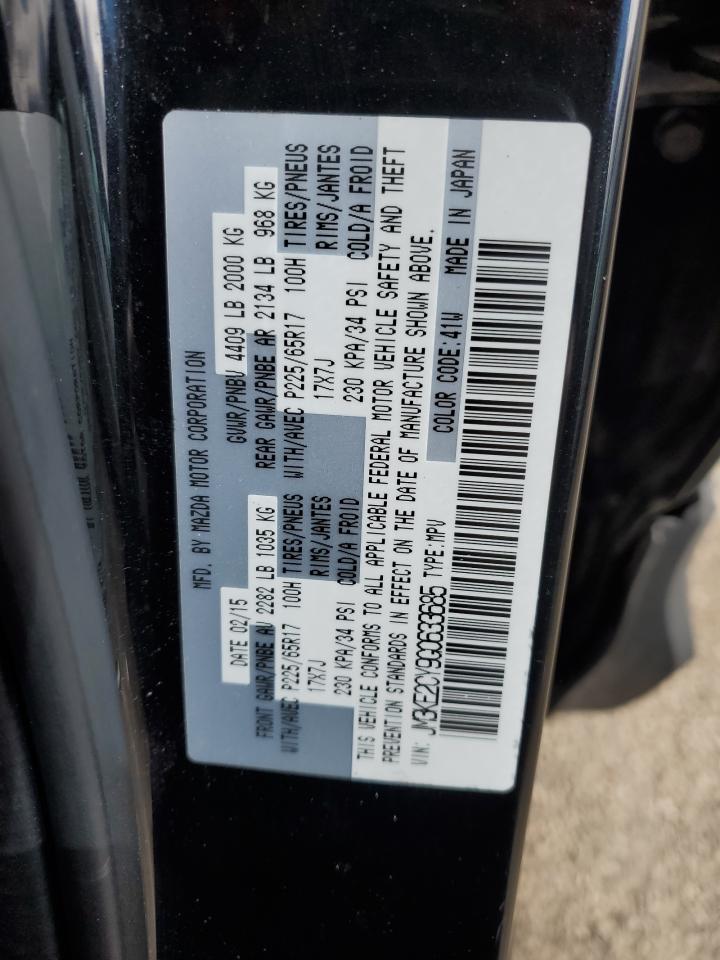 MFD. BY MAZDA MOTOR CORPORATION
DATE 02/15 GVWR/PNBV 4409 LB 2000 KG
FRONT GAWR/PNBE AV 2282 LB 1035 KG REAR GAWR/PNBE AR 2134 LB 968 KG
WITH/AVEC P225/65R17 100H TIRES/PNEUS WITH/AVEC P225/65R17 100H TIRES/PNEUS
17X7J RIMS/JANTES 17X7J RIMS/JANTES
230 KPA/34 PSI COLD/A FROID 230 KPA/34 PSI COLD/A FROID
THIS VEHICLE CONFORMS TO ALL APPLICABLE FEDERAL MOTOR VEHICLE SAFETY AND THEFT
PREVENTION STANDARDS IN EFFECT ON THE DATE OF MANUFACTURE SHOWN ABOVE.
VIN: JM3KE2CY9G0633685 TYPE:MPV COLOR CODE:41W MADE IN JAPAN